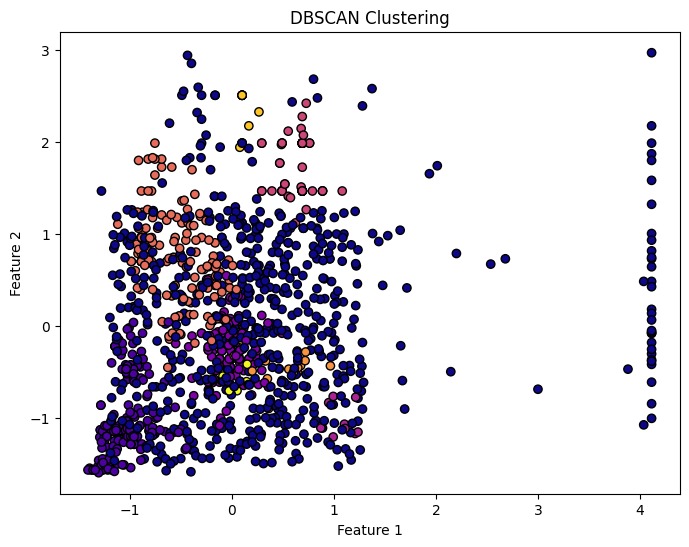 DBSCAN Clustering
3
2
1
0
−1
Feature 2
−1 0 1 2 3 4
Feature 1